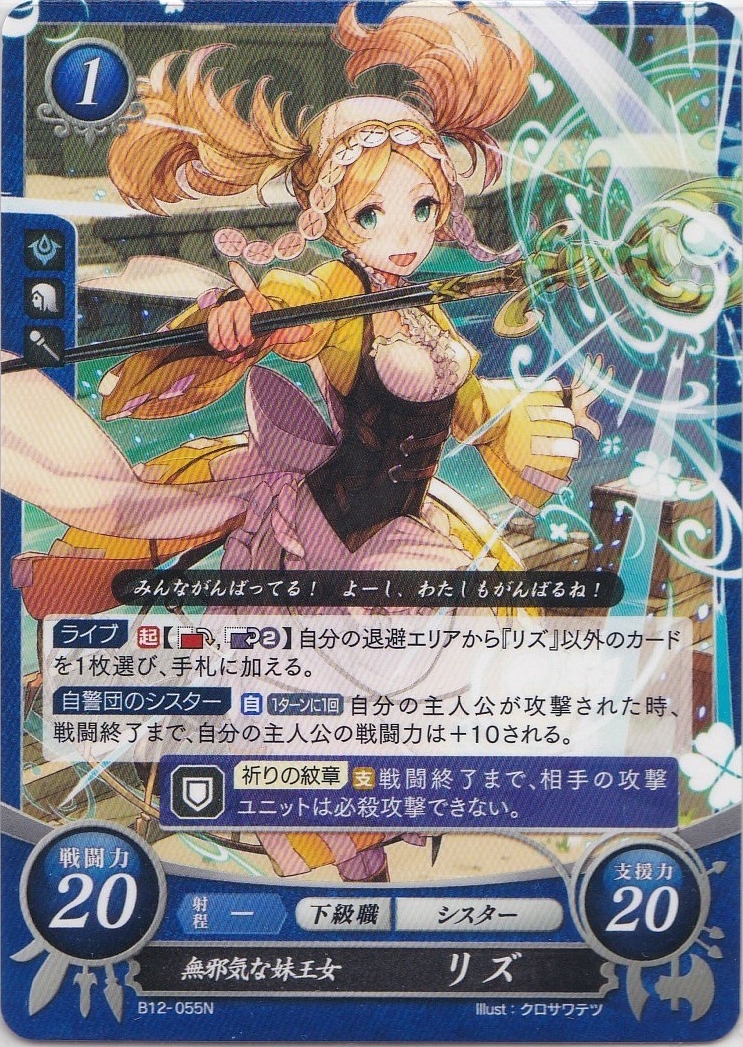 1
みんながんばってる！ よーし、わたしもがんばるね！
ライブ 起【 , 2】自分の退避エリアから『リズ』以外のカード
を1枚選び、手札に加える。
自警団のシスター 自 1ターンに1回 自分の主人公が攻撃された時、
戦闘終了まで、自分の主人公の戦闘力は＋10される。
祈りの紋章 支 戦闘終了まで、相手の攻撃
ユニットは必殺攻撃できない。
戦闘力
20
射程 －
下級職 シスター
支援力
20
無邪気な妹王女 リズ
B12-055N
Illust：クロサワテツ